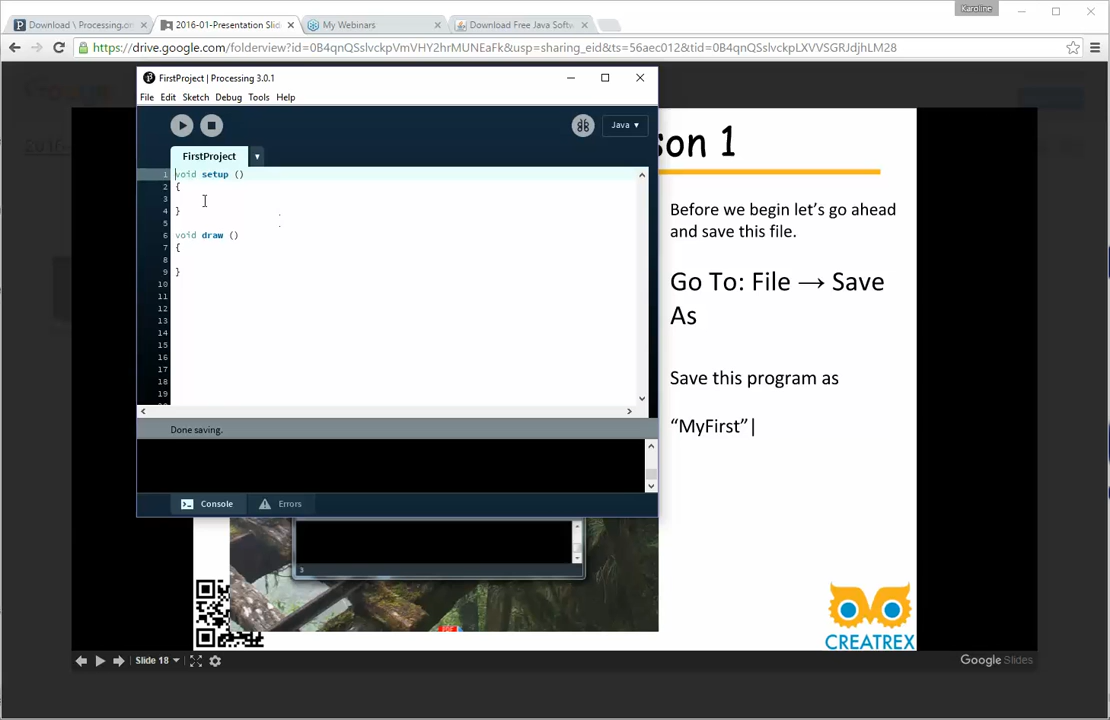 Karoline
Download \ Processing.or
2016-01-Presentation Slid
My Webinars
Download Free Java Softw
https://drive.google.com/folderview?id=0B4qnQSslvckpVmVHY2hrMUNEaFk&usp=sharing_eid&ts=56aec012&tid=0B4qnQSslvckpLXVVSGRJdjhLM28
FirstProject | Processing 3.0.1
File Edit Sketch Debug Tools Help
Java
FirstProject
1 void setup ()
2 {
3
4 }
5
6 void draw ()
7 {
8
9 }
10
11
12
13
14
15
16
17
18
19
Done saving.
Console
Errors
3
son 1
Before we begin let's go ahead
and save this file.
Go To: File → Save
As
Save this program as
“MyFirst”|
CREATREX
Slide 18
Google Slides